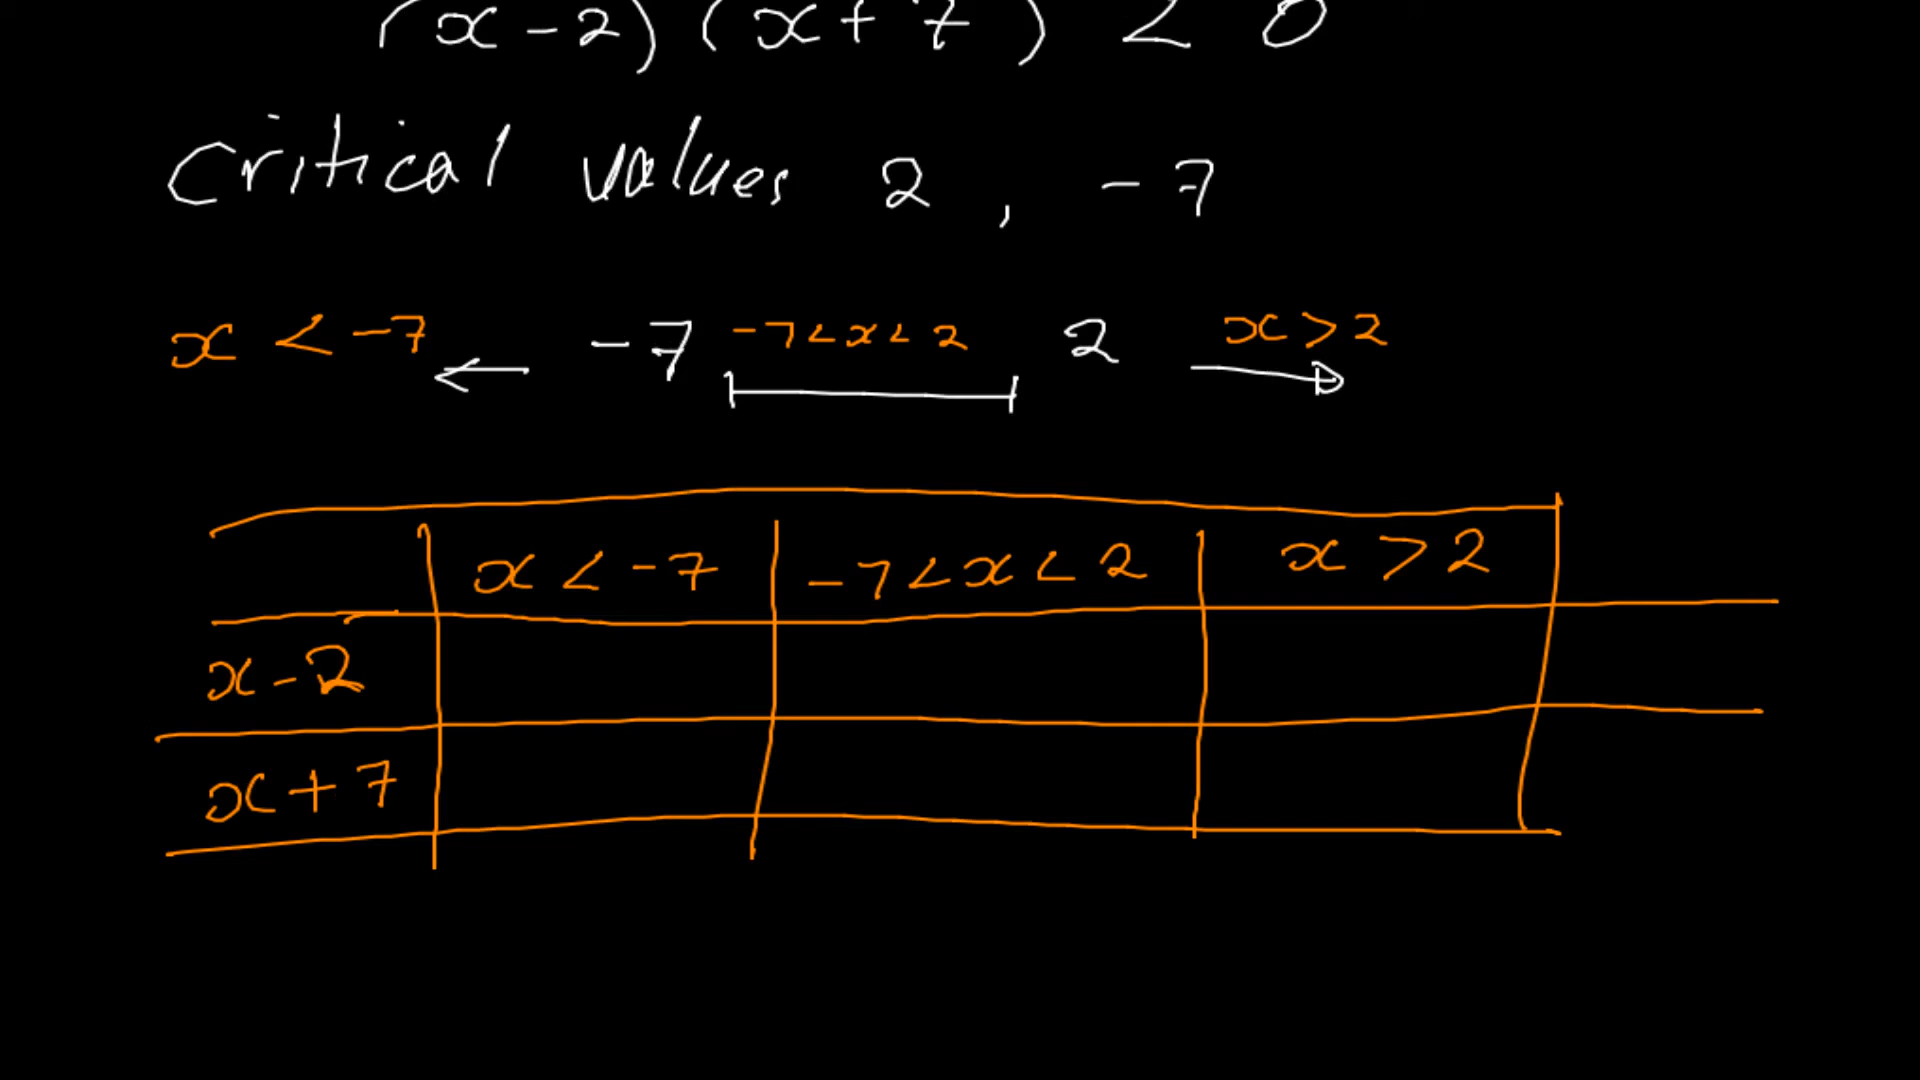 (x-2)(x+7) < 0
Critical values 2, -7
x < -7 -7 -7<x<2 2 x>2
x < -7 -7<x<2 x > 2
x-2
x+7